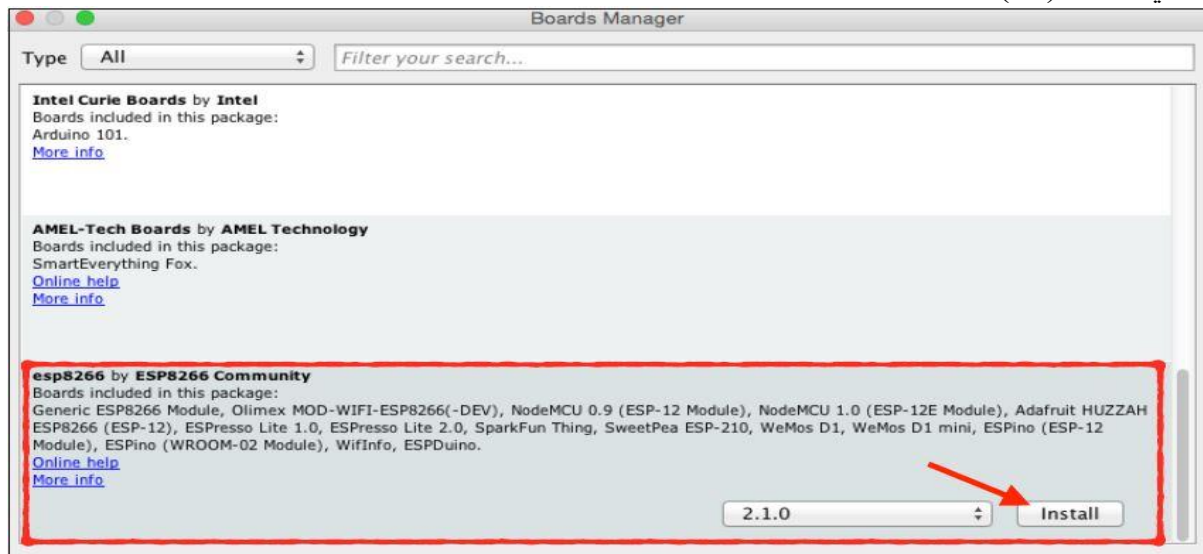 Boards Manager
Type All Filter your search...
Intel Curie Boards by Intel
Boards included in this package:
Arduino 101.
More info
AMEL-Tech Boards by AMEL Technology
Boards included in this package:
SmartEverything Fox.
Online help
More info
esp8266 by ESP8266 Community
Boards included in this package:
Generic ESP8266 Module, Olimex MOD-WIFI-ESP8266(-DEV), NodeMCU 0.9 (ESP-12 Module), NodeMCU 1.0 (ESP-12E Module), Adafruit HUZZAH
ESP8266 (ESP-12), ESPresso Lite 1.0, ESPresso Lite 2.0, SparkFun Thing, SweetPea ESP-210, WeMos D1, WeMos D1 mini, ESPino (ESP-12
Module), ESPino (WROOM-02 Module), WifInfo, ESPDuino.
Online help
More info
2.1.0 Install